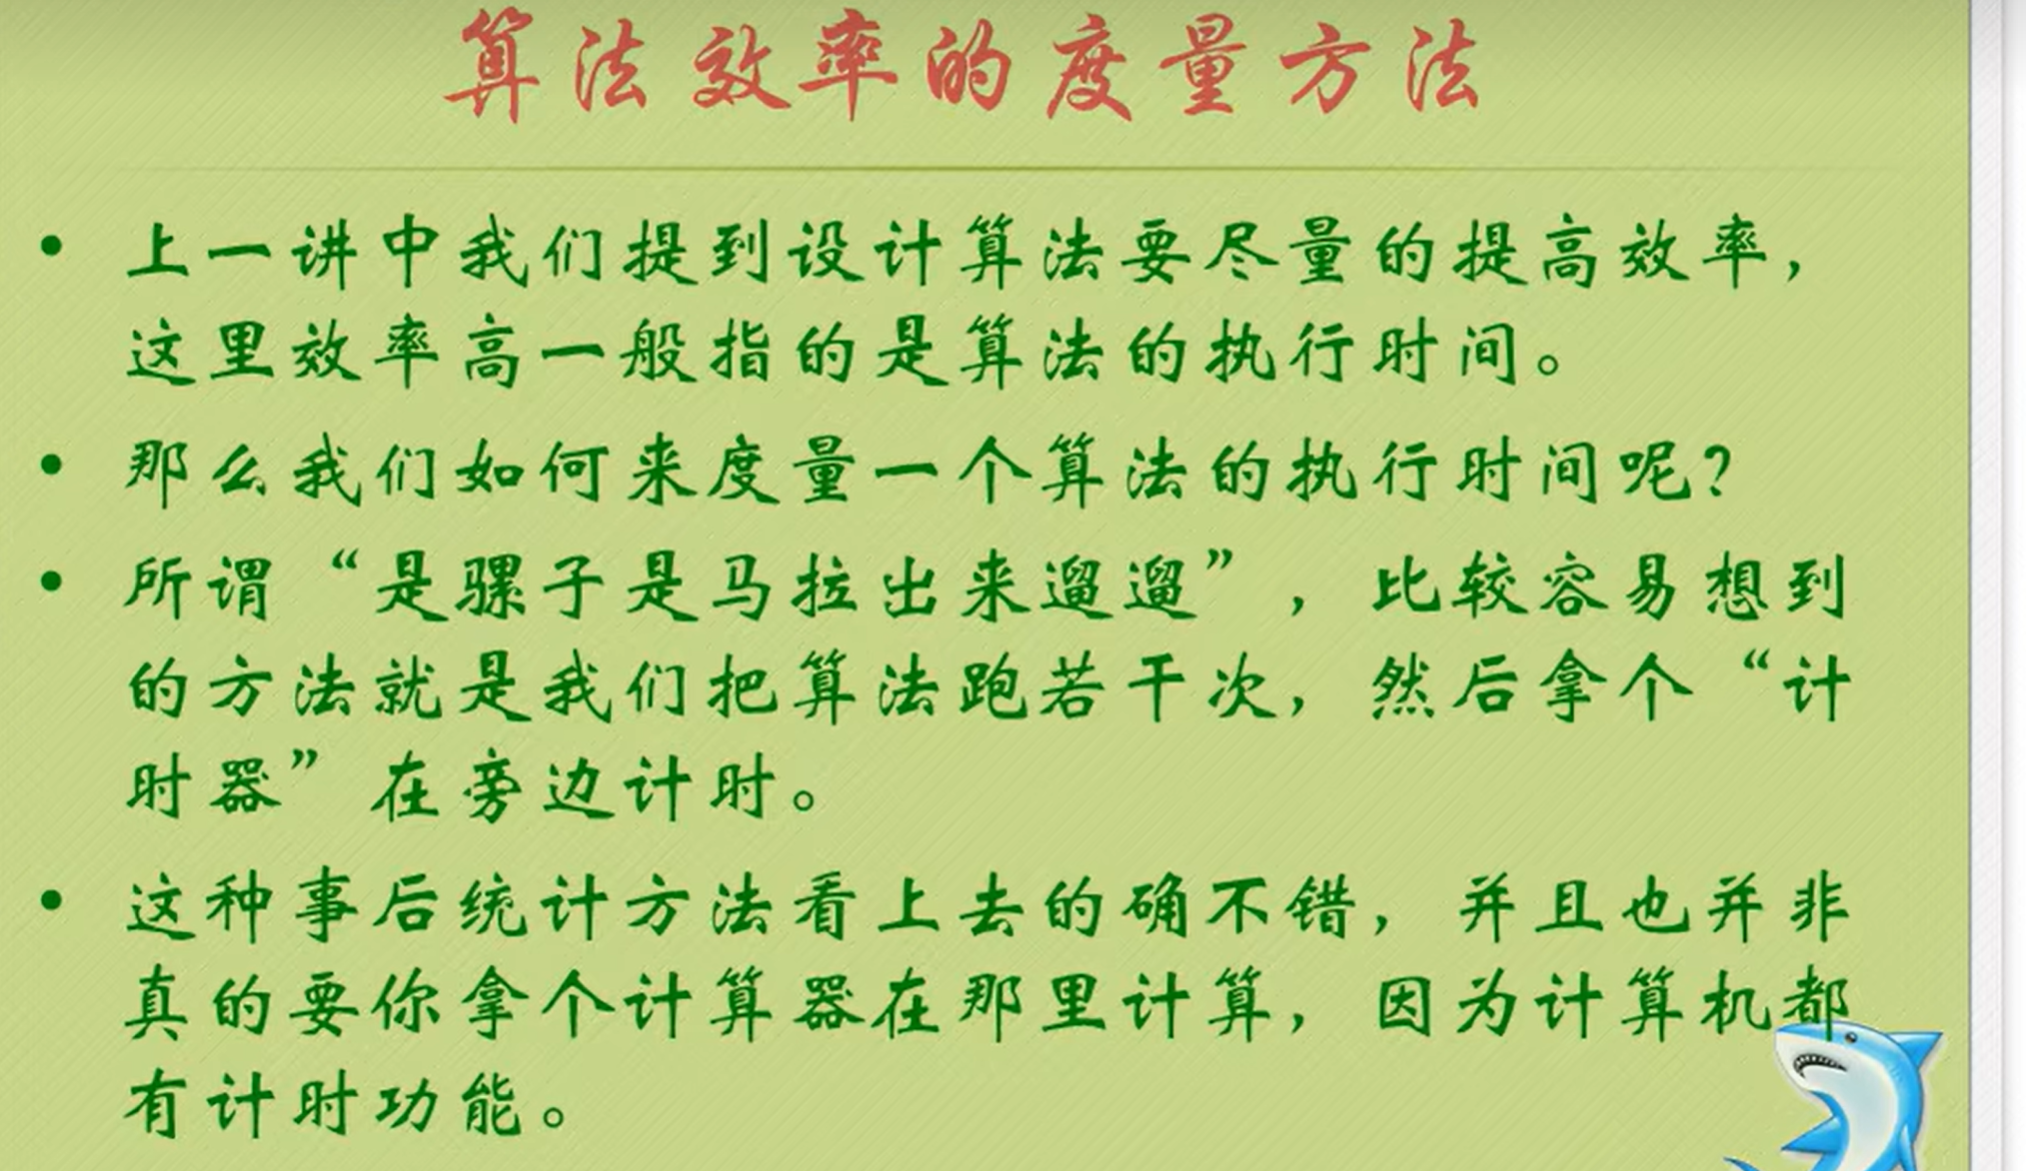 算法效率的度量方法
• 上一讲中我们提到设计算法要尽量的提高效率，
这里效率高一般指的是算法的执行时间。
• 那么我们如何来度量一个算法的执行时间呢？
• 所谓“是骡子是马拉出来遛遛”，比较容易想到
的方法就是我们把算法跑若干次，然后拿个“计
时器”在旁边计时。
• 这种事后统计方法看上去的确不错，并且也并非
真的要你拿个计算器在那里计算，因为计算机都
有计时功能。